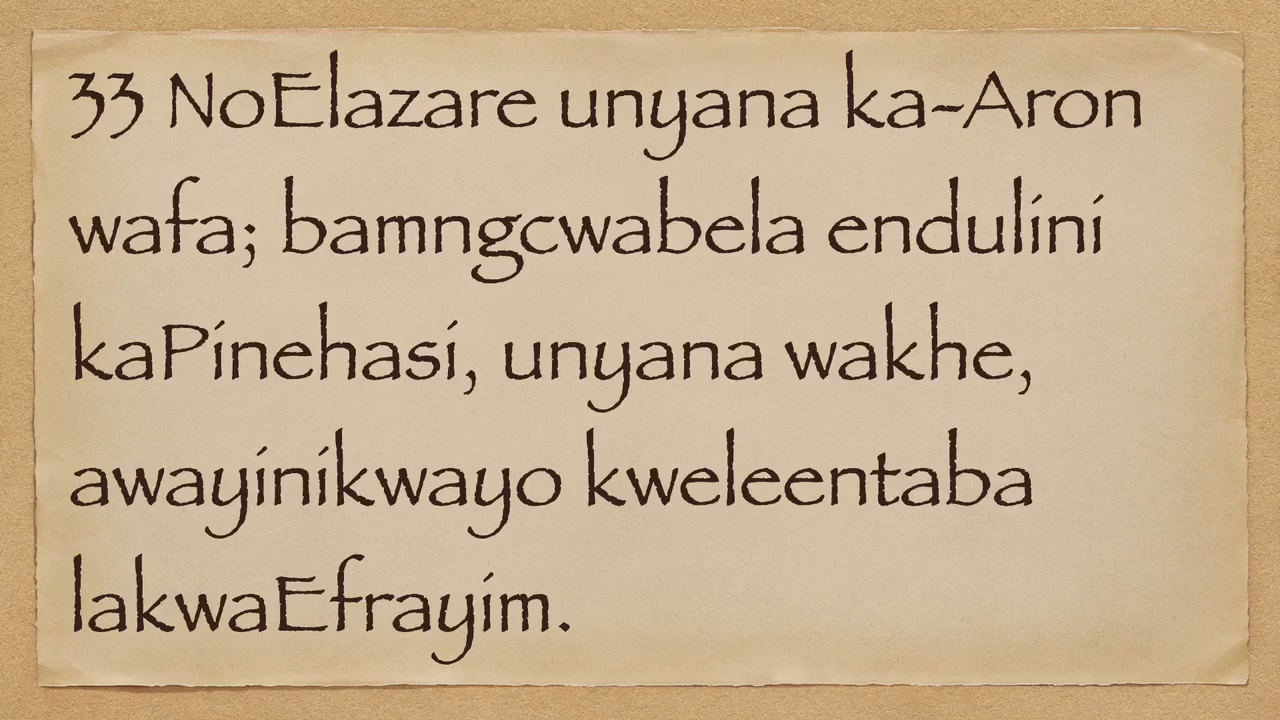 33 NoElazare unyana ka-Aron
wafa; bamngcwabela endulini
kaPinehasi, unyana wakhe,
awayinikwayo kweleentaba
lakwaEfrayim.